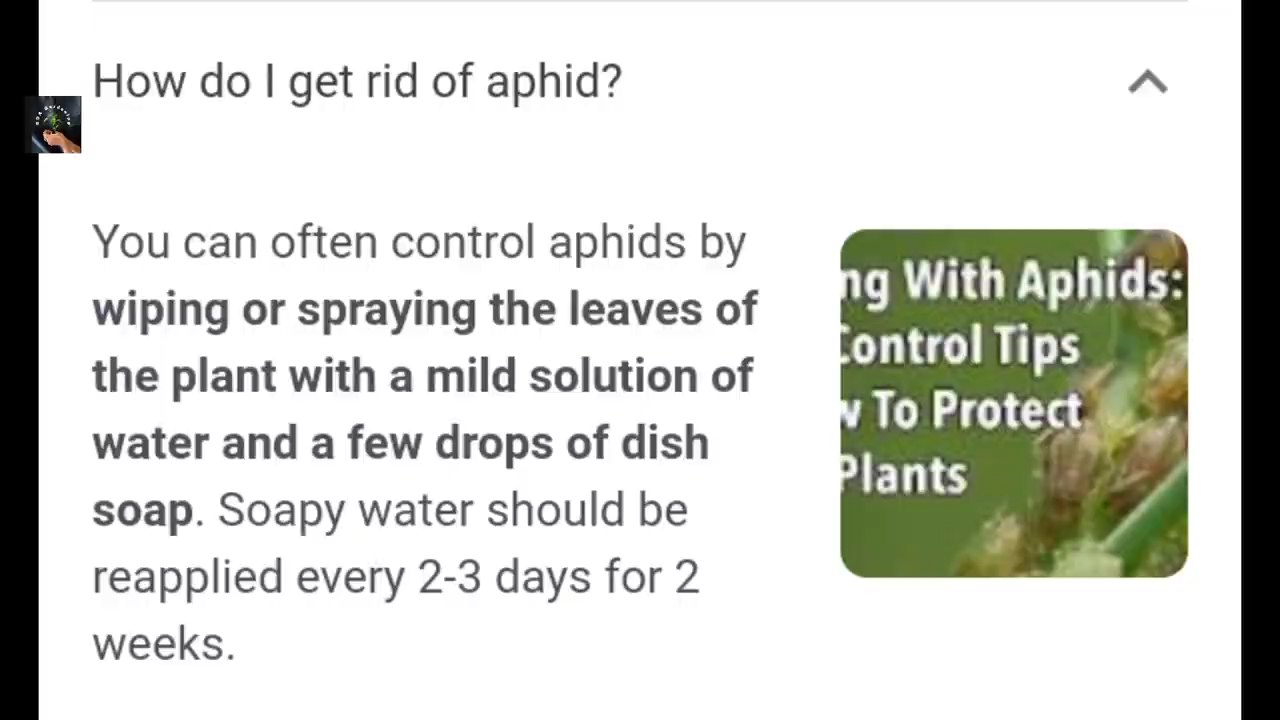 How do I get rid of aphid?
You can often control aphids by
wiping or spraying the leaves of
the plant with a mild solution of
water and a few drops of dish
soap. Soapy water should be
reapplied every 2-3 days for 2
weeks.
ng With Aphids:
Control Tips
w To Protect
Plants